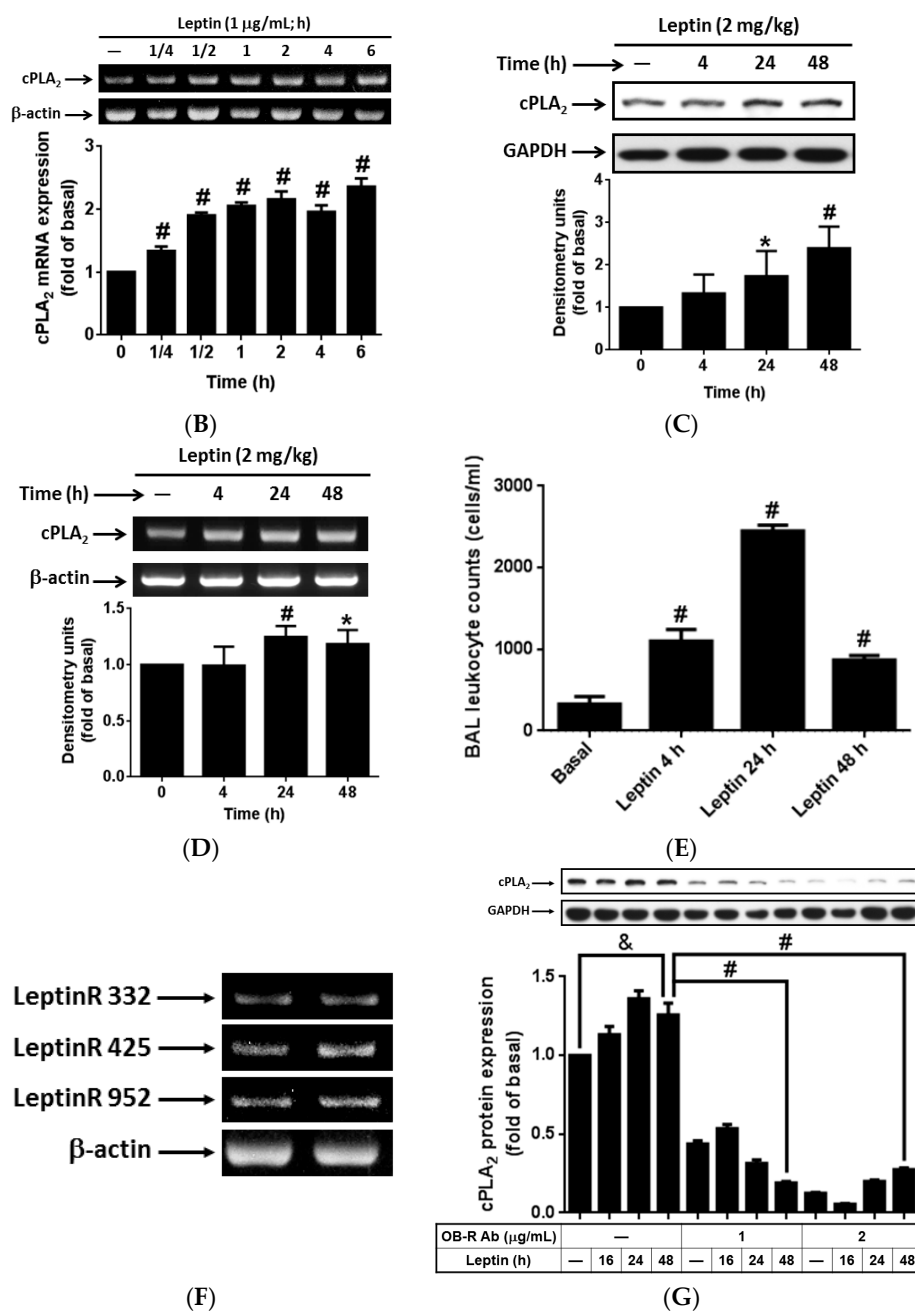 Leptin (1 μg/mL; h)
— 1/4 1/2 1 2 4 6
cPLA2
β-actin
cPLA2 mRNA expression
(fold of basal)
3
2
1
0
# # # # # #
0 1/4 1/2 1 2 4 6
Time (h)
(B)
Leptin (2 mg/kg)
Time (h) — 4 24 48
cPLA2
GAPDH
Densitometry units
(fold of basal)
4
3
2
1
0
* #
0 4 24 48
Time (h)
(C)
Leptin (2 mg/kg)
Time (h) — 4 24 48
cPLA2
β-actin
Densitometry units
(fold of basal)
1.5
1.0
0.5
0.0
# *
0 4 24 48
Time (h)
(D)
BAL leukocyte counts (cells/ml)
3000
2000
1000
0
# # #
Basal
Leptin 4 h
Leptin 24 h
Leptin 48 h
(E)
LeptinR 332
LeptinR 425
LeptinR 952
β-actin
(F)
cPLA2
GAPDH
cPLA2 protein expression
(fold of basal)
1.5
1.0
0.5
0.0
& # #
OB-R Ab (μg/mL) — 1 2
Leptin (h) — 16 24 48 — 16 24 48 — 16 24 48
(G)